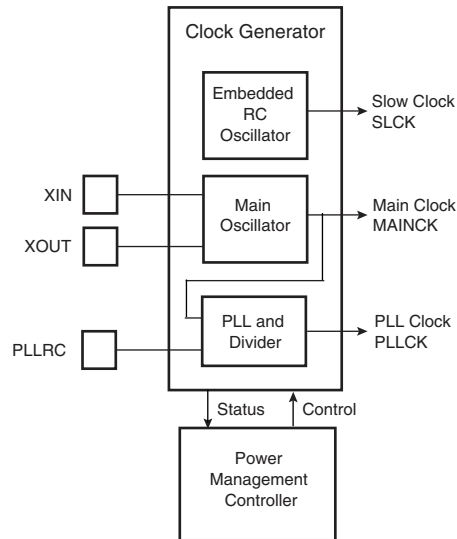 Clock Generator
Embedded
RC
Oscillator
Slow Clock
SLCK
XIN
Main
Oscillator
Main Clock
MAINCK
XOUT
PLL and
Divider
PLL Clock
PLLCK
PLLRC
Status
Control
Power
Management
Controller